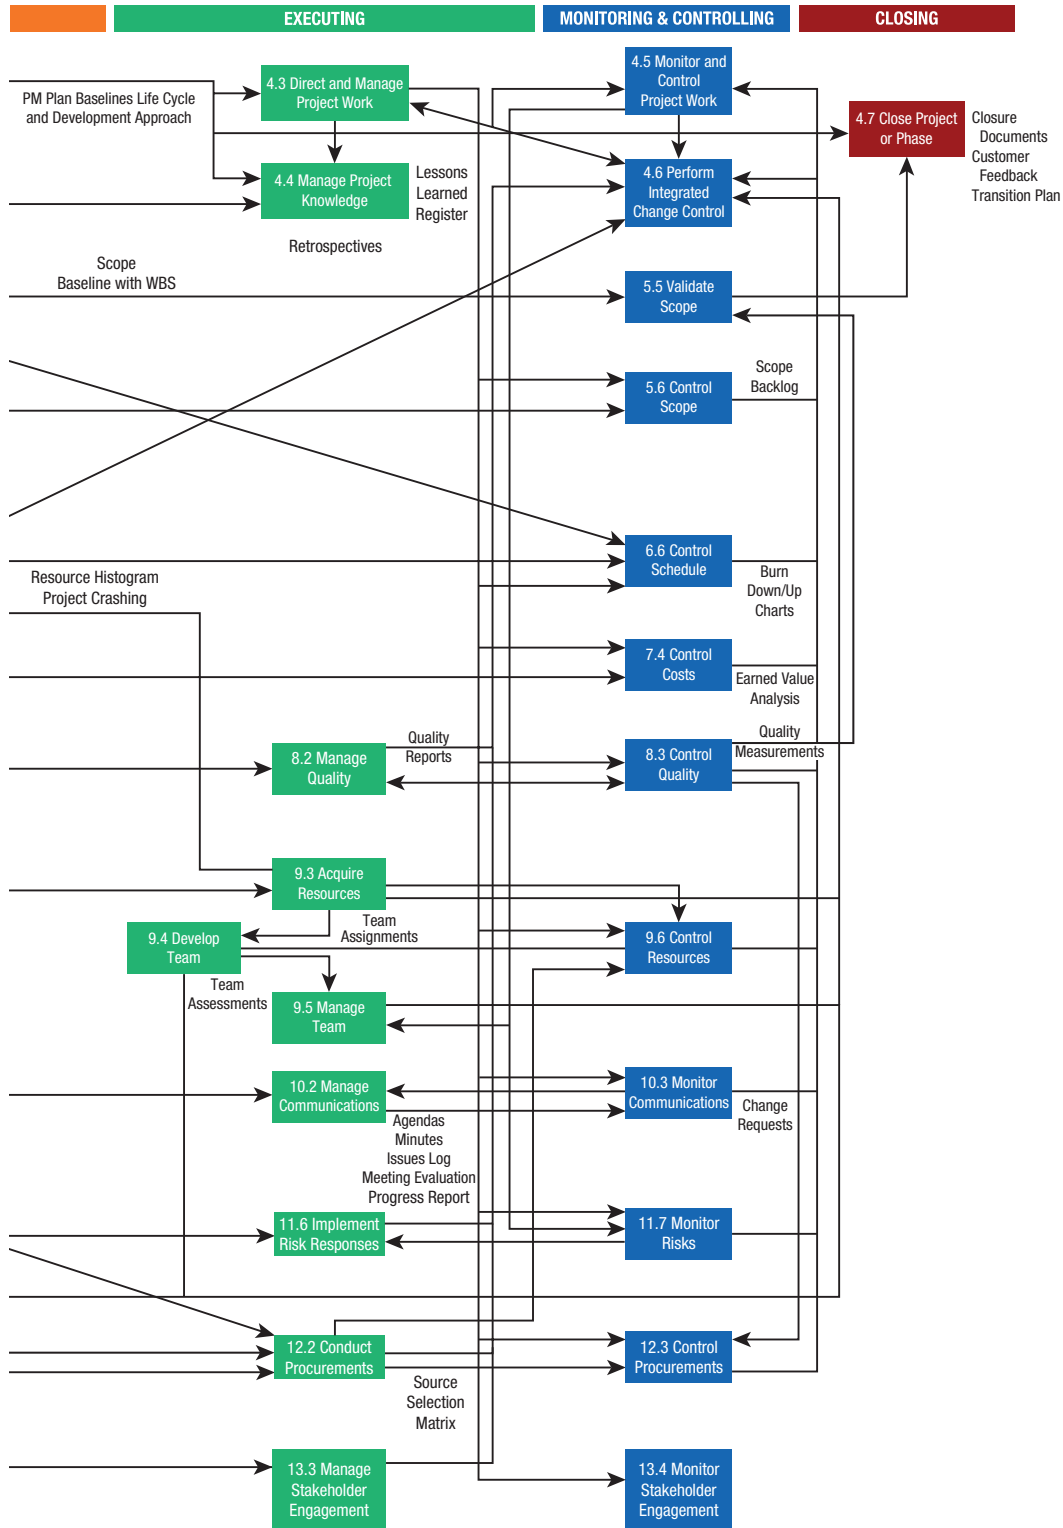 EXECUTING
MONITORING & CONTROLLING
CLOSING
4.3 Direct and Manage
Project Work
4.5 Monitor and
Control
Project Work
PM Plan Baselines Life Cycle
and Development Approach
4.7 Close Project
or Phase
Closure
Documents
Customer
Feedback
Transition Plan
4.4 Manage Project
Knowledge
Lessons
Learned
Register
4.6 Perform
Integrated
Change Control
Retrospectives
Scope
Baseline with WBS
5.5 Validate
Scope
5.6 Control
Scope
Scope
Backlog
6.6 Control
Schedule
Burn
Down/Up
Charts
Resource Histogram
Project Crashing
7.4 Control
Costs
Earned Value
Analysis
8.2 Manage
Quality
Quality
Reports
8.3 Control
Quality
Quality
Measurements
9.3 Acquire
Resources
Team
Assignments
9.4 Develop
Team
9.6 Control
Resources
Team
Assessments
9.5 Manage
Team
10.2 Manage
Communications
10.3 Monitor
Communications
Change
Requests
Agendas
Minutes
Issues Log
Meeting Evaluation
Progress Report
11.6 Implement
Risk Responses
11.7 Monitor
Risks
12.2 Conduct
Procurements
12.3 Control
Procurements
Source
Selection
Matrix
13.3 Manage
Stakeholder
Engagement
13.4 Monitor
Stakeholder
Engagement